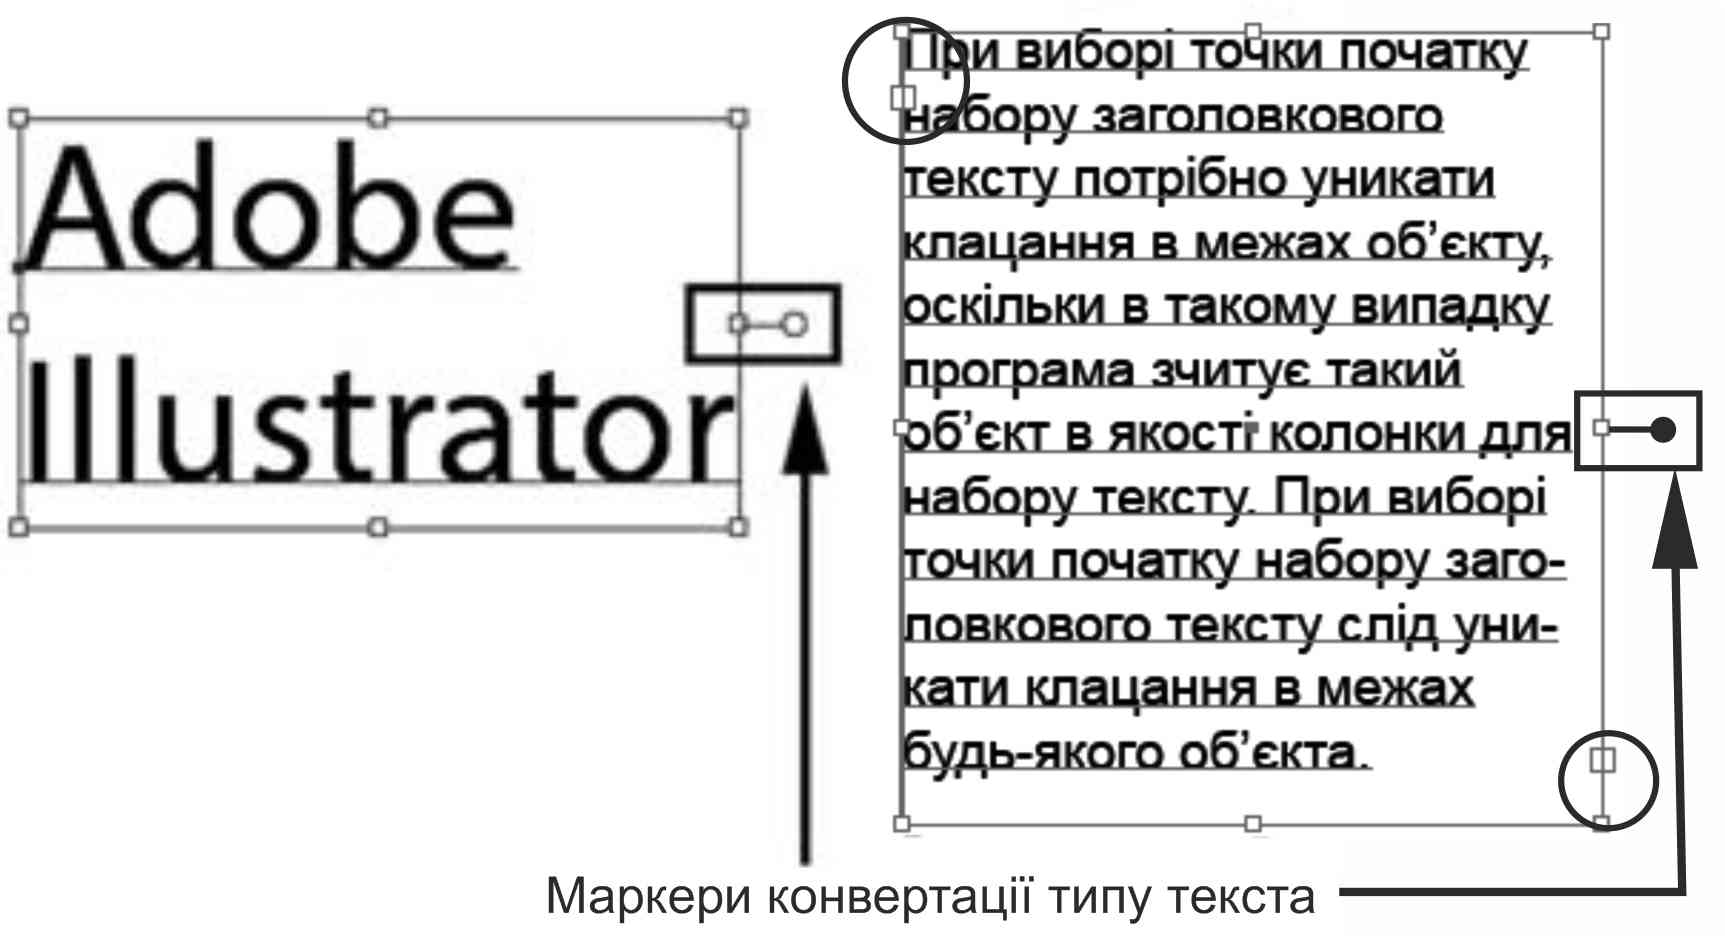 Adobe
Illustrator
При виборі точки початку
набору заголовкового
тексту потрібно уникати
клацання в межах об’єкту,
оскільки в такому випадку
програма зчитує такий
об’єкт в якості колонки для
набору тексту. При виборі
точки початку набору заго-
ловкового тексту слід уни-
кати клацання в межах
будь-якого об’єкта.
Маркери конвертації типу текста